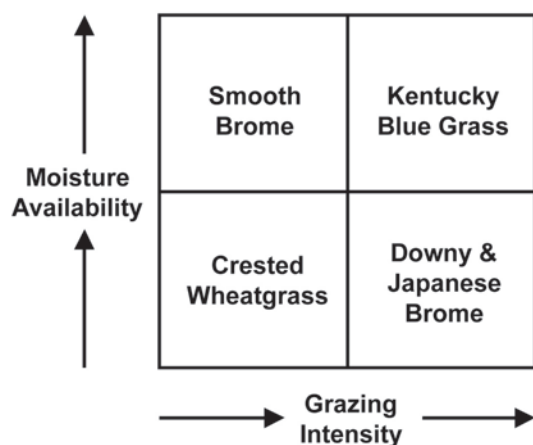 Smooth
Brome
Kentucky
Blue Grass
Moisture
Availability
Crested
Wheatgrass
Downy &
Japanese
Brome
Grazing
Intensity